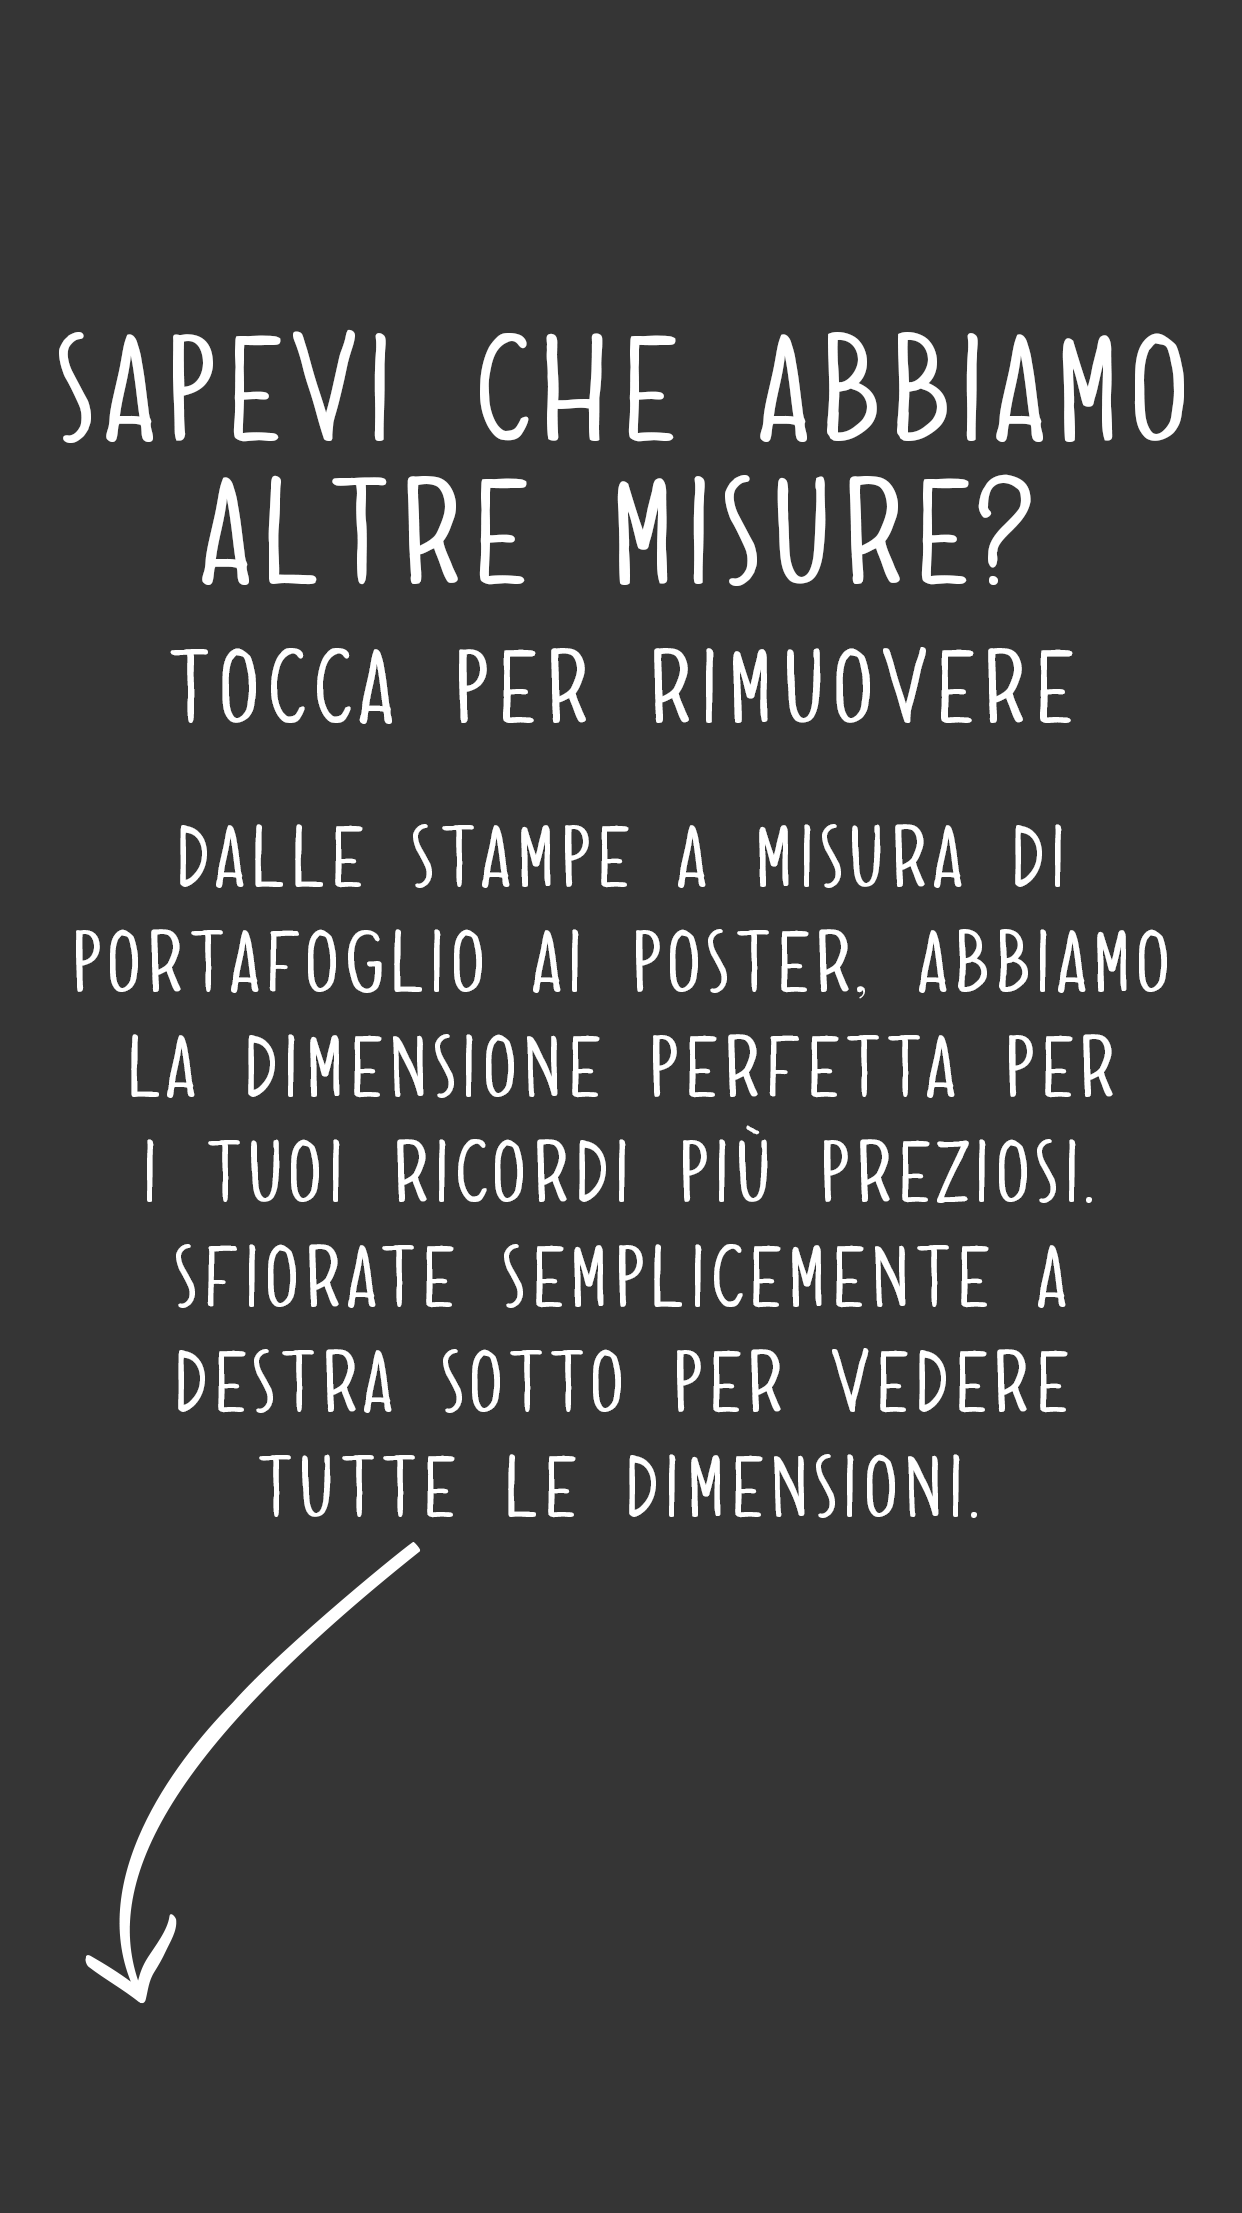 SAPEVI CHE ABBIAMO
ALTRE MISURE?
TOCCA PER RIMUOVERE
DALLE STAMPE A MISURA DI
PORTAFOGLIO AI POSTER, ABBIAMO
LA DIMENSIONE PERFETTA PER
I TUOI RICORDI PIÙ PREZIOSI.
SFIORATE SEMPLICEMENTE A
DESTRA SOTTO PER VEDERE
TUTTE LE DIMENSIONI.